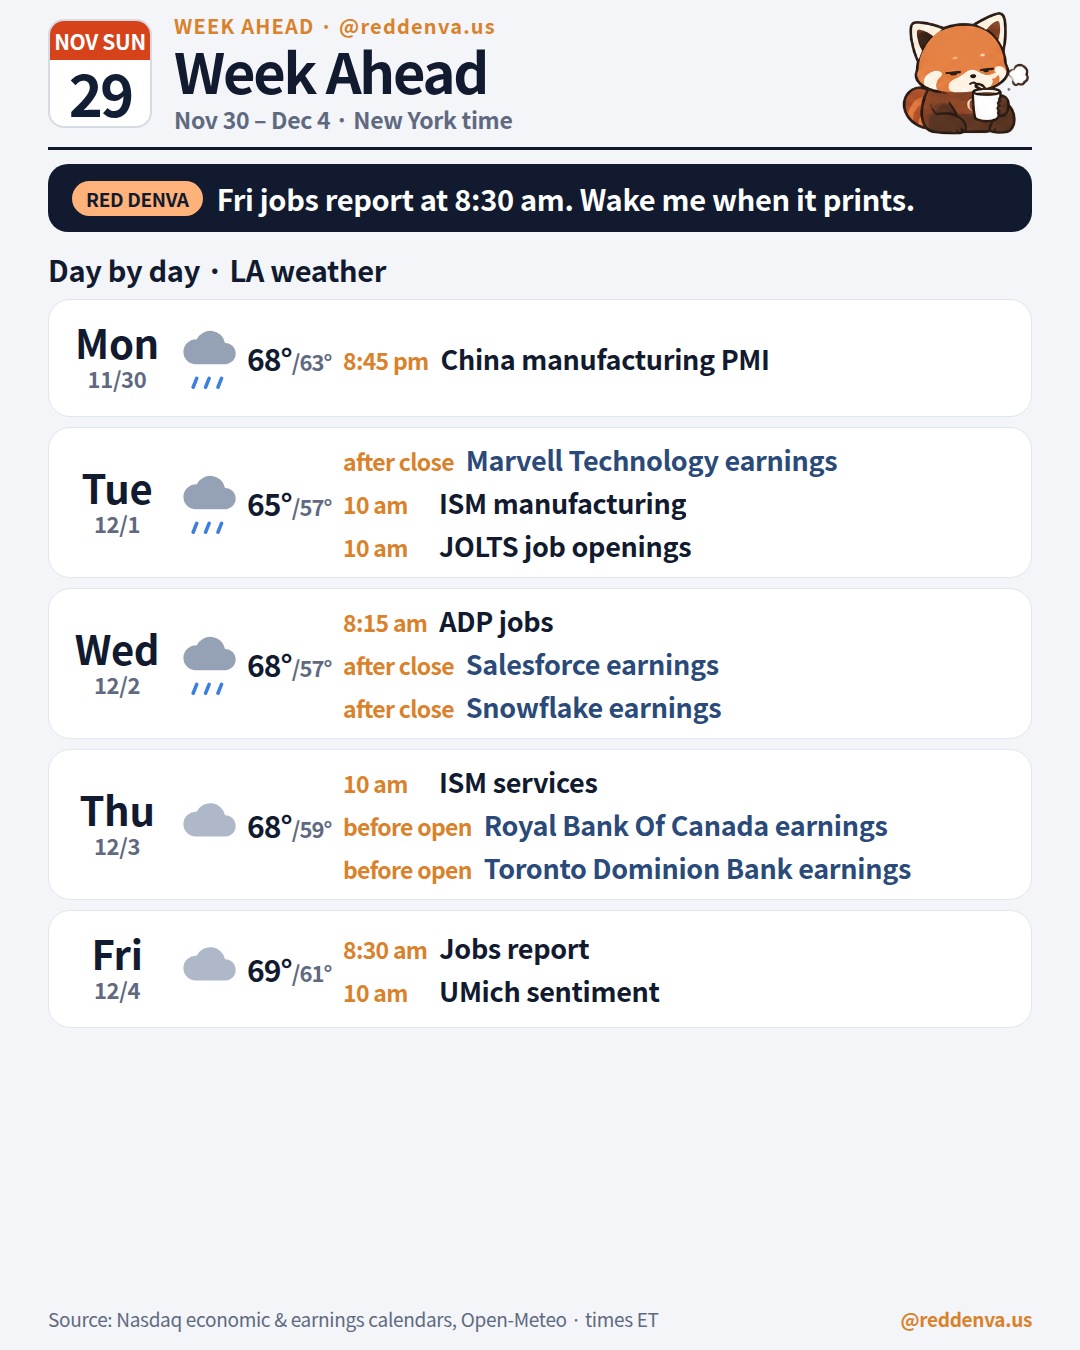 NOV SUN
29
WEEK AHEAD · @reddenva.us
Week Ahead
Nov 30 – Dec 4 · New York time
RED DENVA Fri jobs report at 8:30 am. Wake me when it prints.
Day by day · LA weather
Mon
11/30
68°/63°
8:45 pm China manufacturing PMI
Tue
12/1
65°/57°
after close Marvell Technology earnings
10 am ISM manufacturing
10 am JOLTS job openings
Wed
12/2
68°/57°
8:15 am ADP jobs
after close Salesforce earnings
after close Snowflake earnings
Thu
12/3
68°/59°
10 am ISM services
before open Royal Bank Of Canada earnings
before open Toronto Dominion Bank earnings
Fri
12/4
69°/61°
8:30 am Jobs report
10 am UMich sentiment
Source: Nasdaq economic & earnings calendars, Open-Meteo · times ET
@reddenva.us